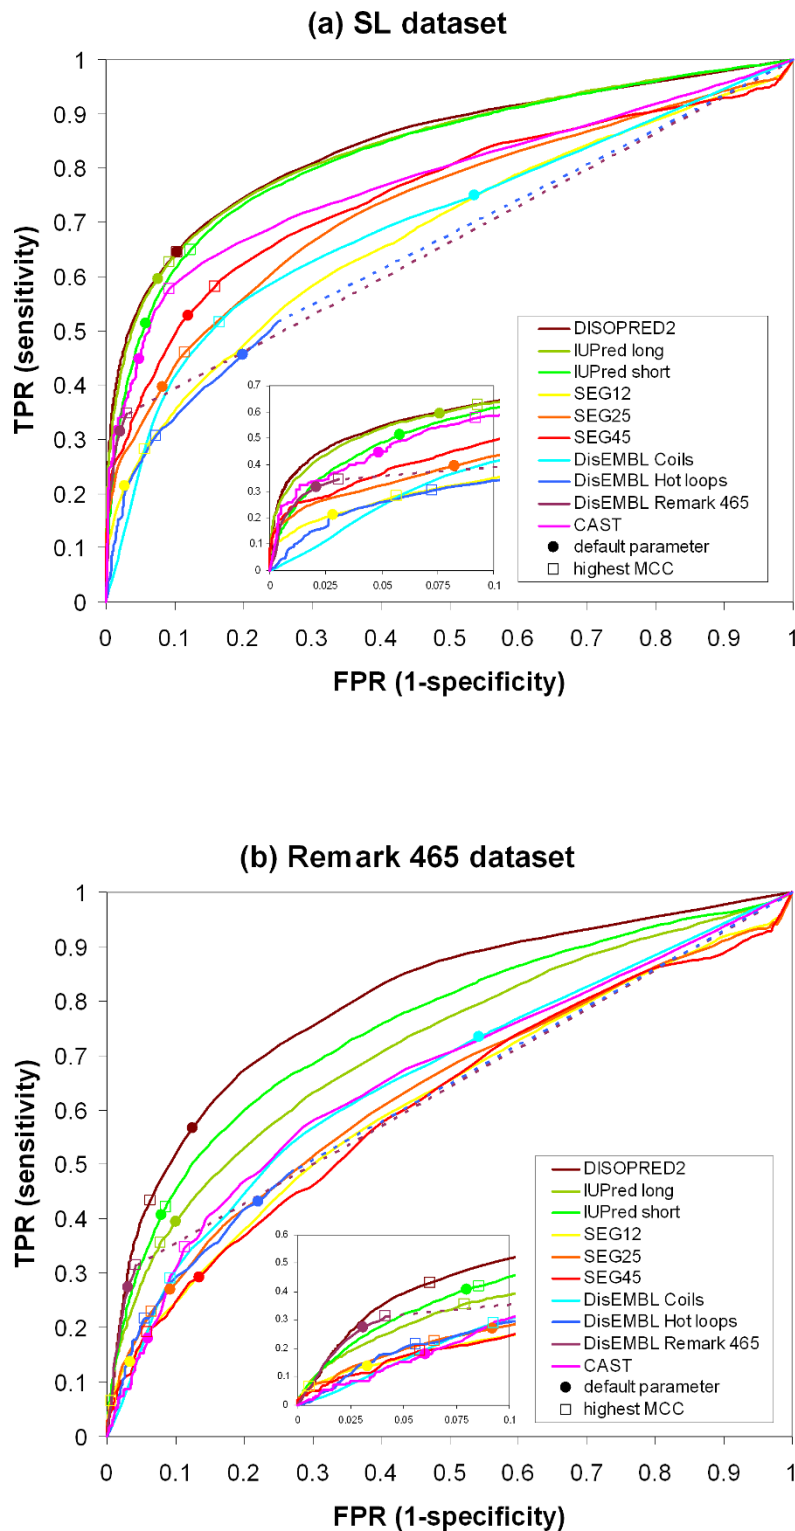 (a) SL dataset
1
0.9
0.8
0.7
0.6
0.5
0.4
0.3
0.2
0.1
0
TPR (sensitivity)
DISOPRED2
IUPred long
IUPred short
SEG12
SEG25
SEG45
DisEMBL Coils
DisEMBL Hot loops
DisEMBL Remark 465
CAST
default parameter
highest MCC
0.7
0.6
0.5
0.4
0.3
0.2
0.1
0
0 0.025 0.05 0.075 0.1
0 0.1 0.2 0.3 0.4 0.5 0.6 0.7 0.8 0.9 1
FPR (1-specificity)
(b) Remark 465 dataset
1
0.9
0.8
0.7
0.6
0.5
0.4
0.3
0.2
0.1
0
TPR (sensitivity)
DISOPRED2
IUPred long
IUPred short
SEG12
SEG25
SEG45
DisEMBL Coils
DisEMBL Hot loops
DisEMBL Remark 465
CAST
default parameter
highest MCC
0.6
0.5
0.4
0.3
0.2
0.1
0
0 0.025 0.05 0.075 0.1
0 0.1 0.2 0.3 0.4 0.5 0.6 0.7 0.8 0.9 1
FPR (1-specificity)